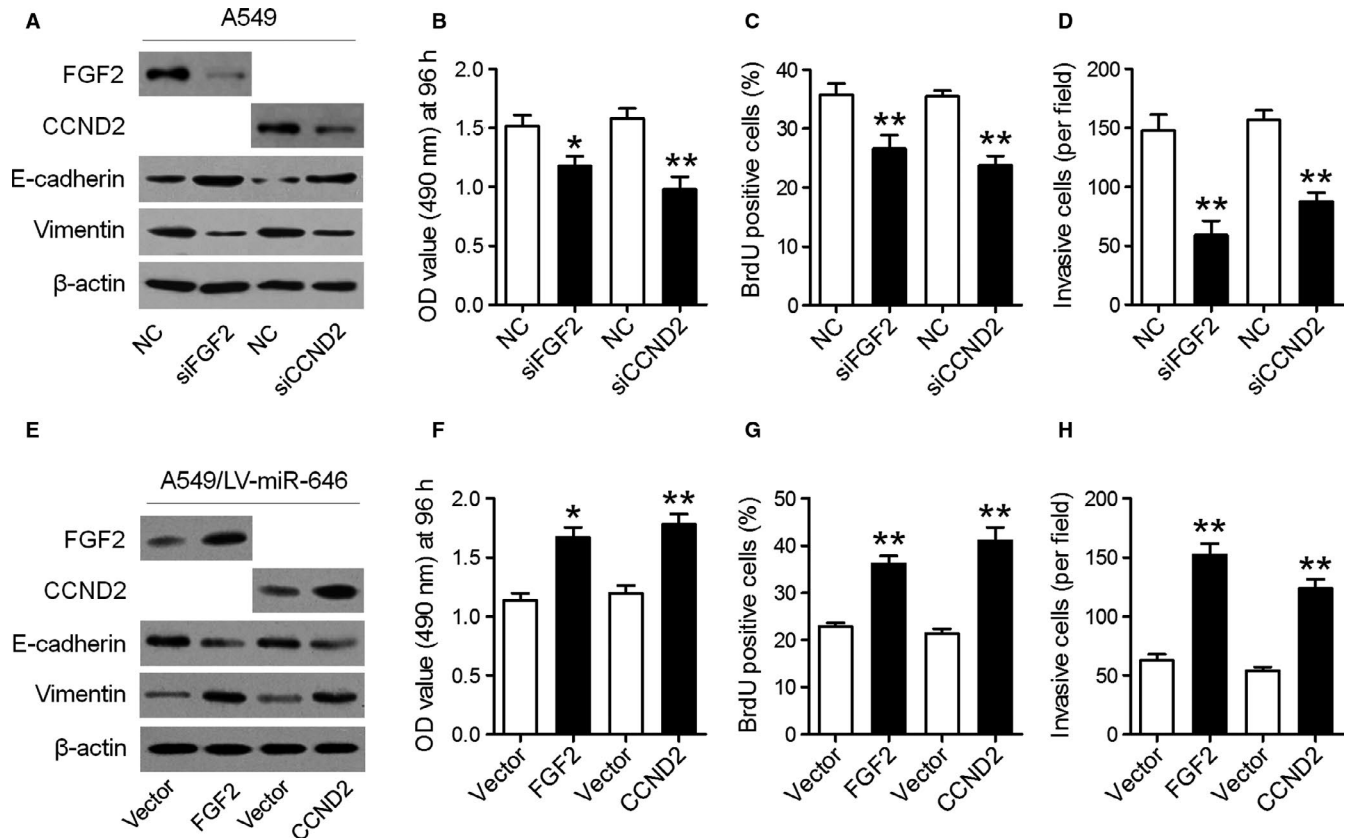 A
A549
FGF2
CCND2
E-cadherin
Vimentin
β-actin
NC
siFGF2
NC
siCCND2
B
OD value (490 nm) at 96 h
2.0
1.5
1.0
0.5
0.0
*
**
NC
siFGF2
NC
siCCND2
C
BrdU positive cells (%)
40
30
20
10
0
**
**
NC
siFGF2
NC
siCCND2
D
Invasive cells (per field)
200
150
100
50
0
**
**
NC
siFGF2
NC
siCCND2
E
A549/LV-miR-646
FGF2
CCND2
E-cadherin
Vimentin
β-actin
Vector
FGF2
Vector
CCND2
F
OD value (490 nm) at 96 h
2.0
1.5
1.0
0.5
0.0
*
**
Vector
FGF2
Vector
CCND2
G
BrdU positive cells (%)
50
40
30
20
10
0
**
**
Vector
FGF2
Vector
CCND2
H
Invasive cells (per field)
200
150
100
50
0
**
**
Vector
FGF2
Vector
CCND2